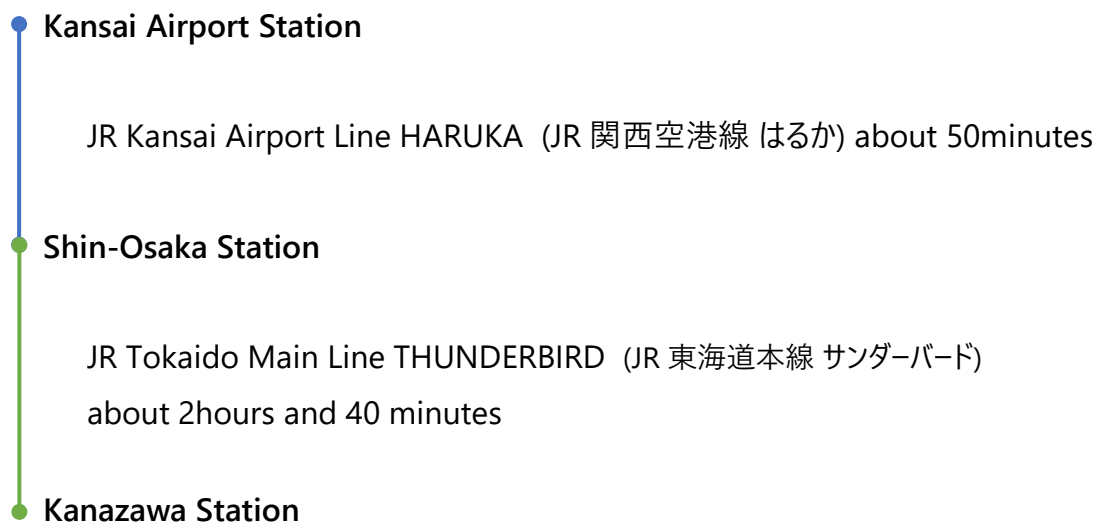 Kansai Airport Station
JR Kansai Airport Line HARUKA (JR 関西空港線 はるか) about 50minutes
Shin-Osaka Station
JR Tokaido Main Line THUNDERBIRD (JR 東海道本線 サンダーバード)
about 2hours and 40 minutes
Kanazawa Station